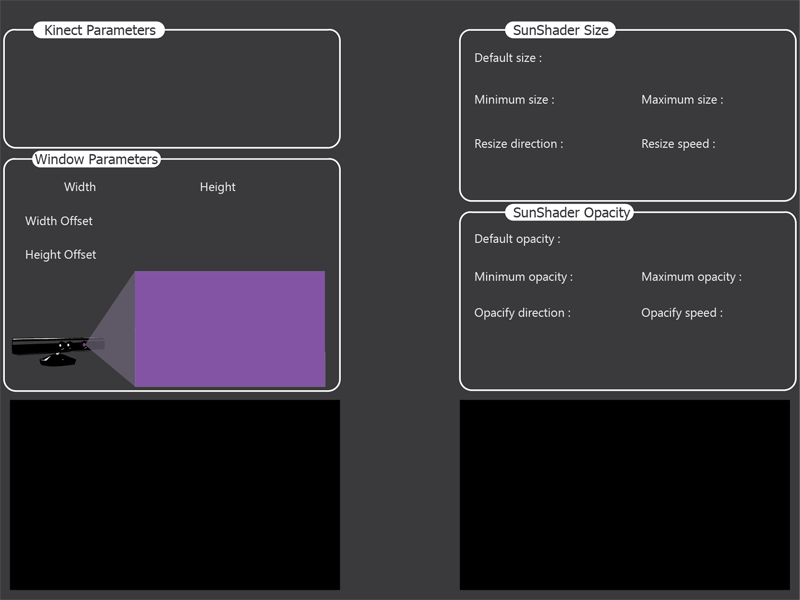 Kinect Parameters
Window Parameters
Width Height
Width Offset
Height Offset
SunShader Size
Default size :
Minimum size : Maximum size :
Resize direction : Resize speed :
SunShader Opacity
Default opacity :
Minimum opacity : Maximum opacity :
Opacify direction : Opacify speed :